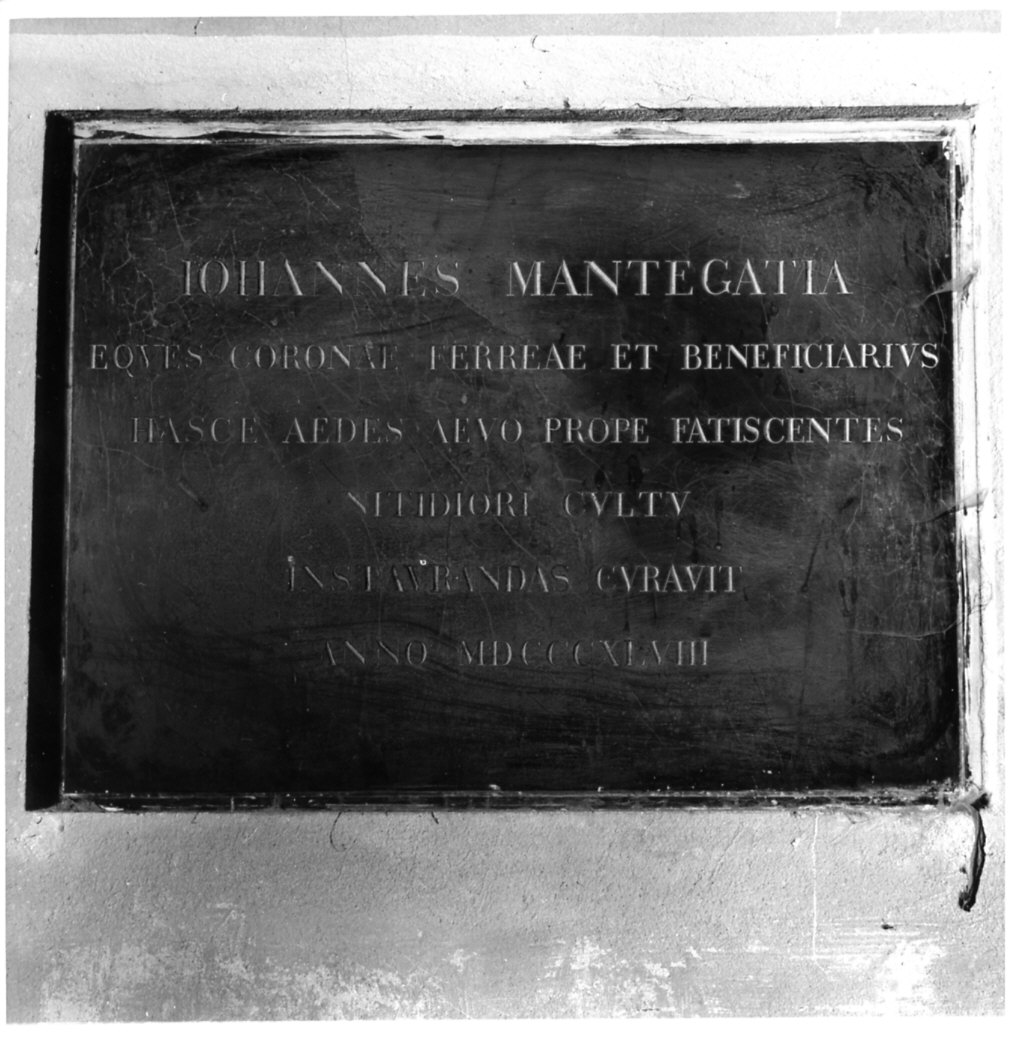 IOHANNES MANTEGATIA
EQVES CORONAE FERREAE ET BENEFICIARIVS
HASCE AEDES AEVO PROPE FATISCENTES
NITIDIORI CVLTV
INSTAVRANDAS CVRAVIT
ANNO MDCCCXLVIII